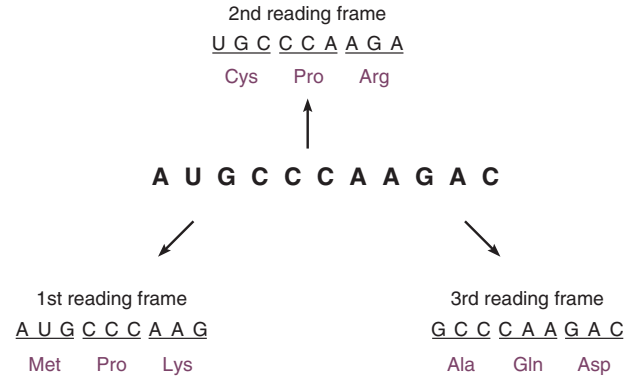 2nd reading frame
U G C C C A A G A
Cys Pro Arg
A U G C C C A A G A C
1st reading frame
A U G C C C A A G
Met Pro Lys
3rd reading frame
G C C C A A G A C
Ala Gln Asp